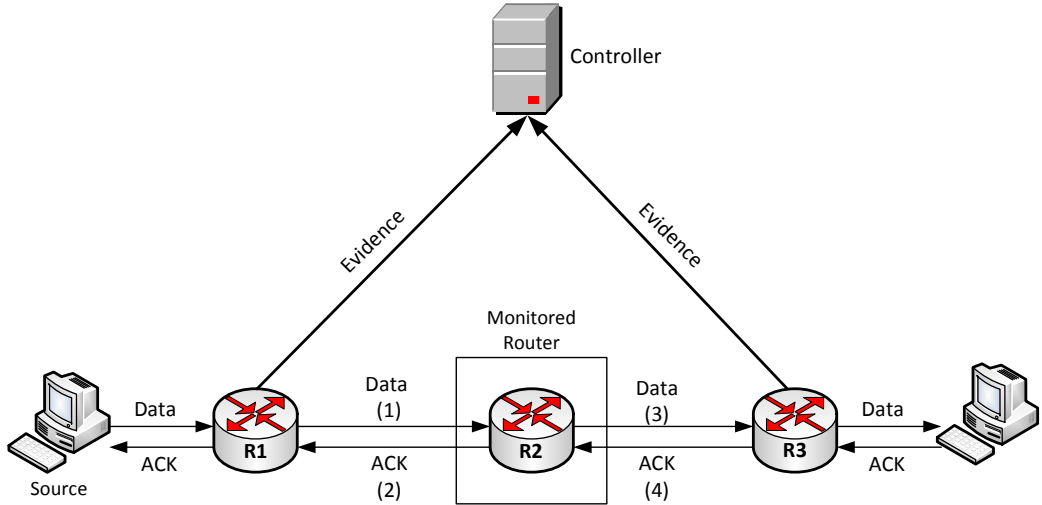 Controller
Evidence
Evidence
Monitored
Router
Data
Data
(1)
Data
(3)
Data
R1
R2
R3
ACK
ACK
(2)
ACK
(4)
ACK
Source